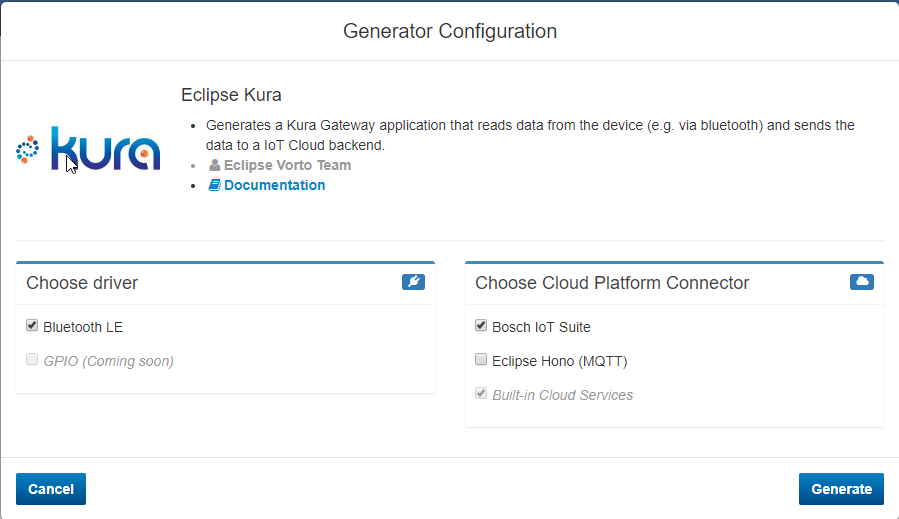 Generator Configuration
kura
Eclipse Kura
Generates a Kura Gateway application that reads data from the device (e.g. via bluetooth) and sends the
data to a IoT Cloud backend.
Eclipse Vorto Team
Documentation
Choose driver
Bluetooth LE
GPIO (Coming soon)
Choose Cloud Platform Connector
Bosch IoT Suite
Eclipse Hono (MQTT)
Built-in Cloud Services
Cancel
Generate